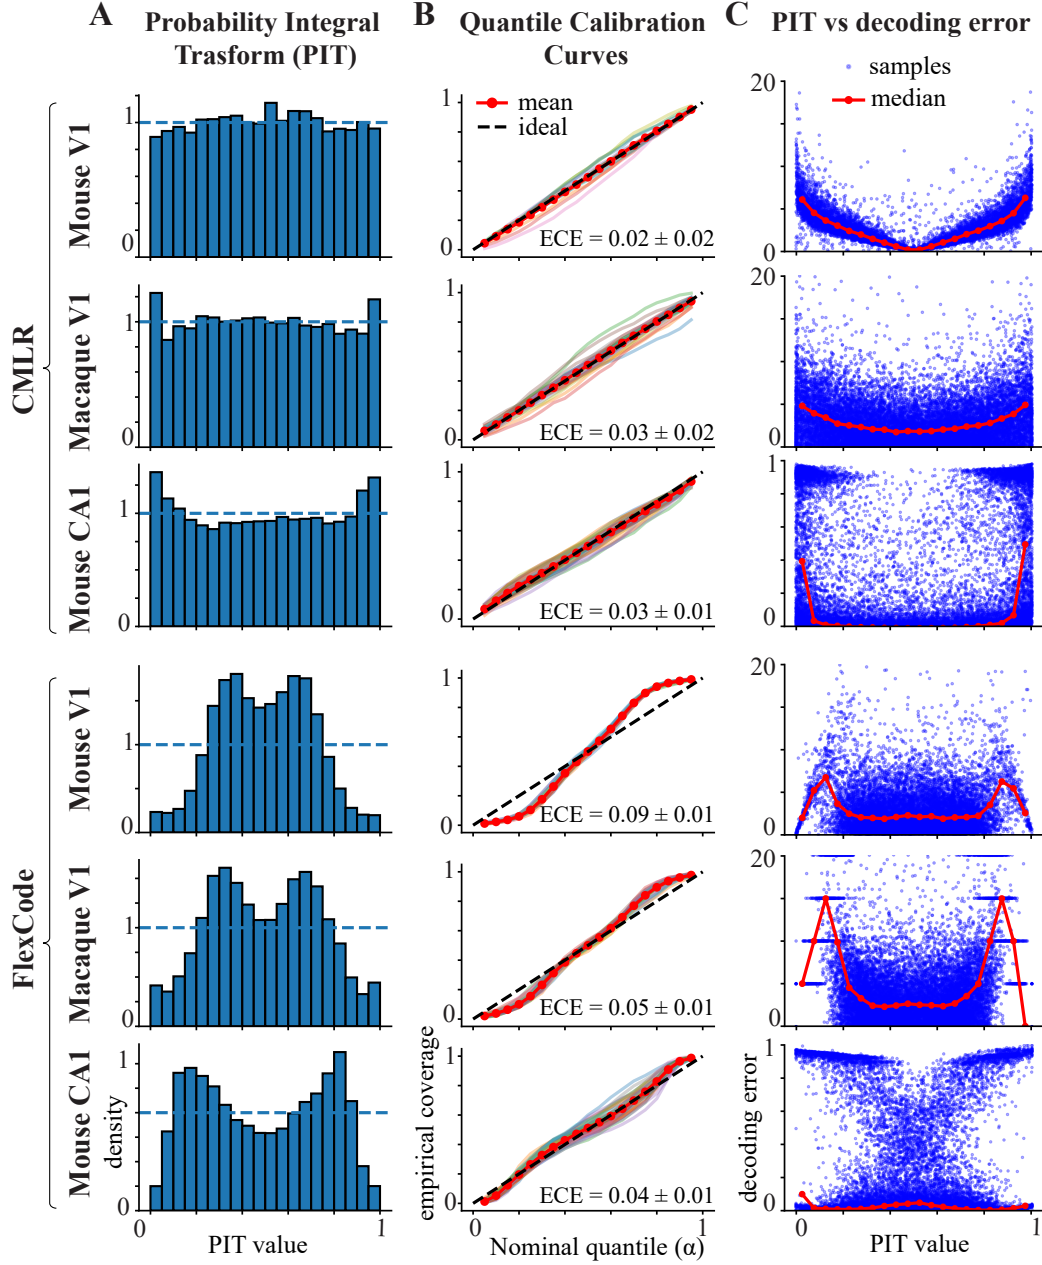 A Probability Integral Trasform (PIT)
B Quantile Calibration Curves
C PIT vs decoding error
CMLR
Mouse V1
1
0
mean
ideal
1
0
ECE = 0.02 ± 0.02
samples
median
20
0
Macaque V1
1
0
1
0
ECE = 0.03 ± 0.02
20
0
Mouse CA1
1
0
1
0
ECE = 0.03 ± 0.01
1
0
FlexCode
Mouse V1
1
0
1
0
ECE = 0.09 ± 0.01
20
0
Macaque V1
1
0
1
0
ECE = 0.05 ± 0.01
20
0
Mouse CA1
density
1
0
0
1
PIT value
empirical coverage
1
0
ECE = 0.04 ± 0.01
0
1
Nominal quantile (α)
decoding error
1
0
0
1
PIT value